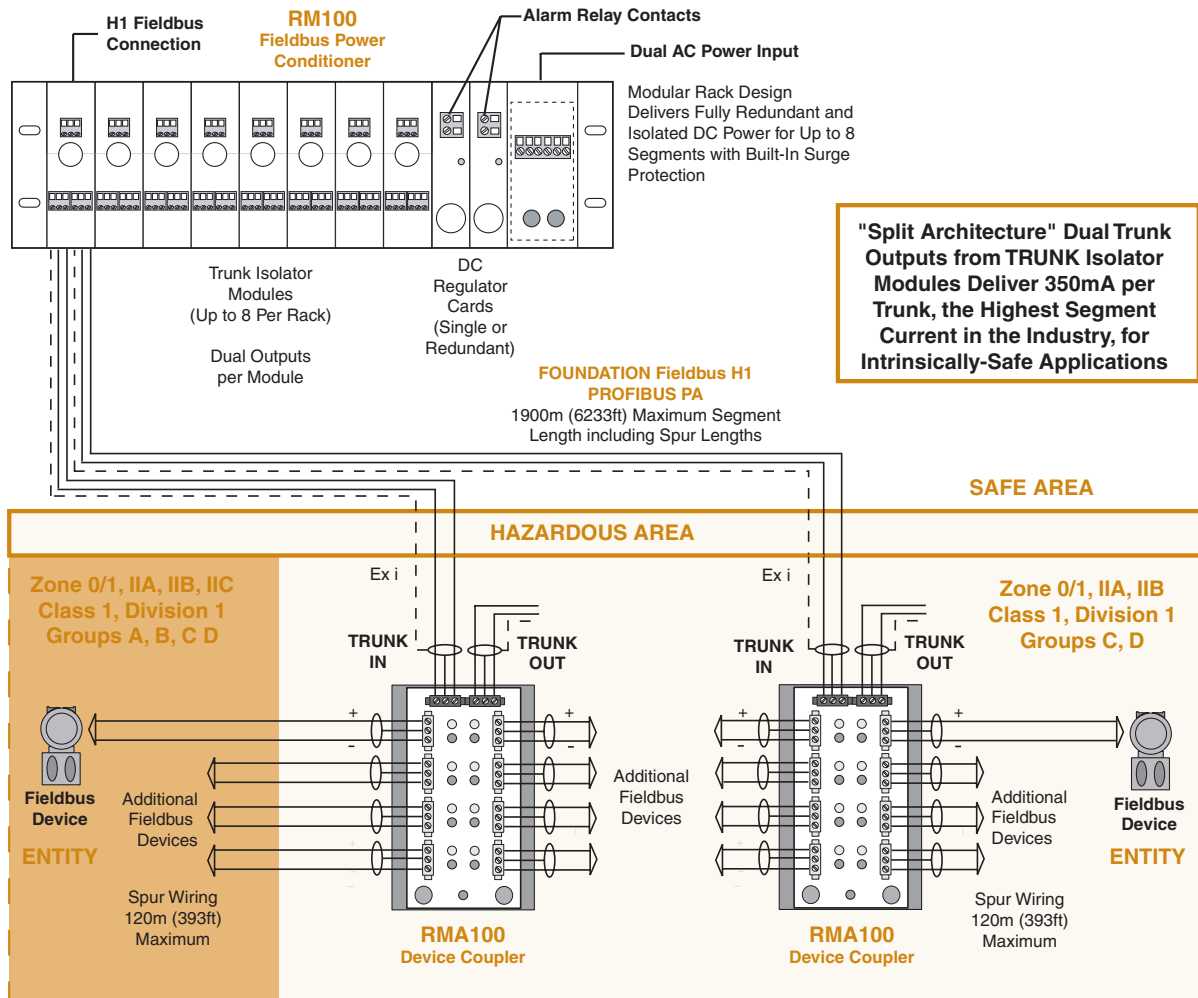 H1 Fieldbus
Connection
RM100
Fieldbus Power
Conditioner
Alarm Relay Contacts
Dual AC Power Input
Modular Rack Design
Delivers Fully Redundant and
Isolated DC Power for Up to 8
Segments with Built-In Surge
Protection
"Split Architecture" Dual Trunk
Outputs from TRUNK Isolator
Modules Deliver 350mA per
Trunk, the Highest Segment
Current in the Industry, for
Intrinsically-Safe Applications
Trunk Isolator
Modules
(Up to 8 Per Rack)
Dual Outputs
per Module
DC
Regulator
Cards
(Single or
Redundant)
FOUNDATION Fieldbus H1
PROFIBUS PA
1900m (6233ft) Maximum Segment
Length including Spur Lengths
SAFE AREA
HAZARDOUS AREA
Zone 0/1, IIA, IIB, IIC
Class 1, Division 1
Groups A, B, C D
Ex i
TRUNK
IN
TRUNK
OUT
Ex i
TRUNK
IN
TRUNK
OUT
Zone 0/1, IIA, IIB
Class 1, Division 1
Groups C, D
+
-
+
-
+
-
+
-
Fieldbus
Device
ENTITY
Additional
Fieldbus
Devices
Spur Wiring
120m (393ft)
Maximum
Additional
Fieldbus
Devices
Additional
Fieldbus
Devices
Fieldbus
Device
ENTITY
Spur Wiring
120m (393ft)
Maximum
RMA100
Device Coupler
RMA100
Device Coupler